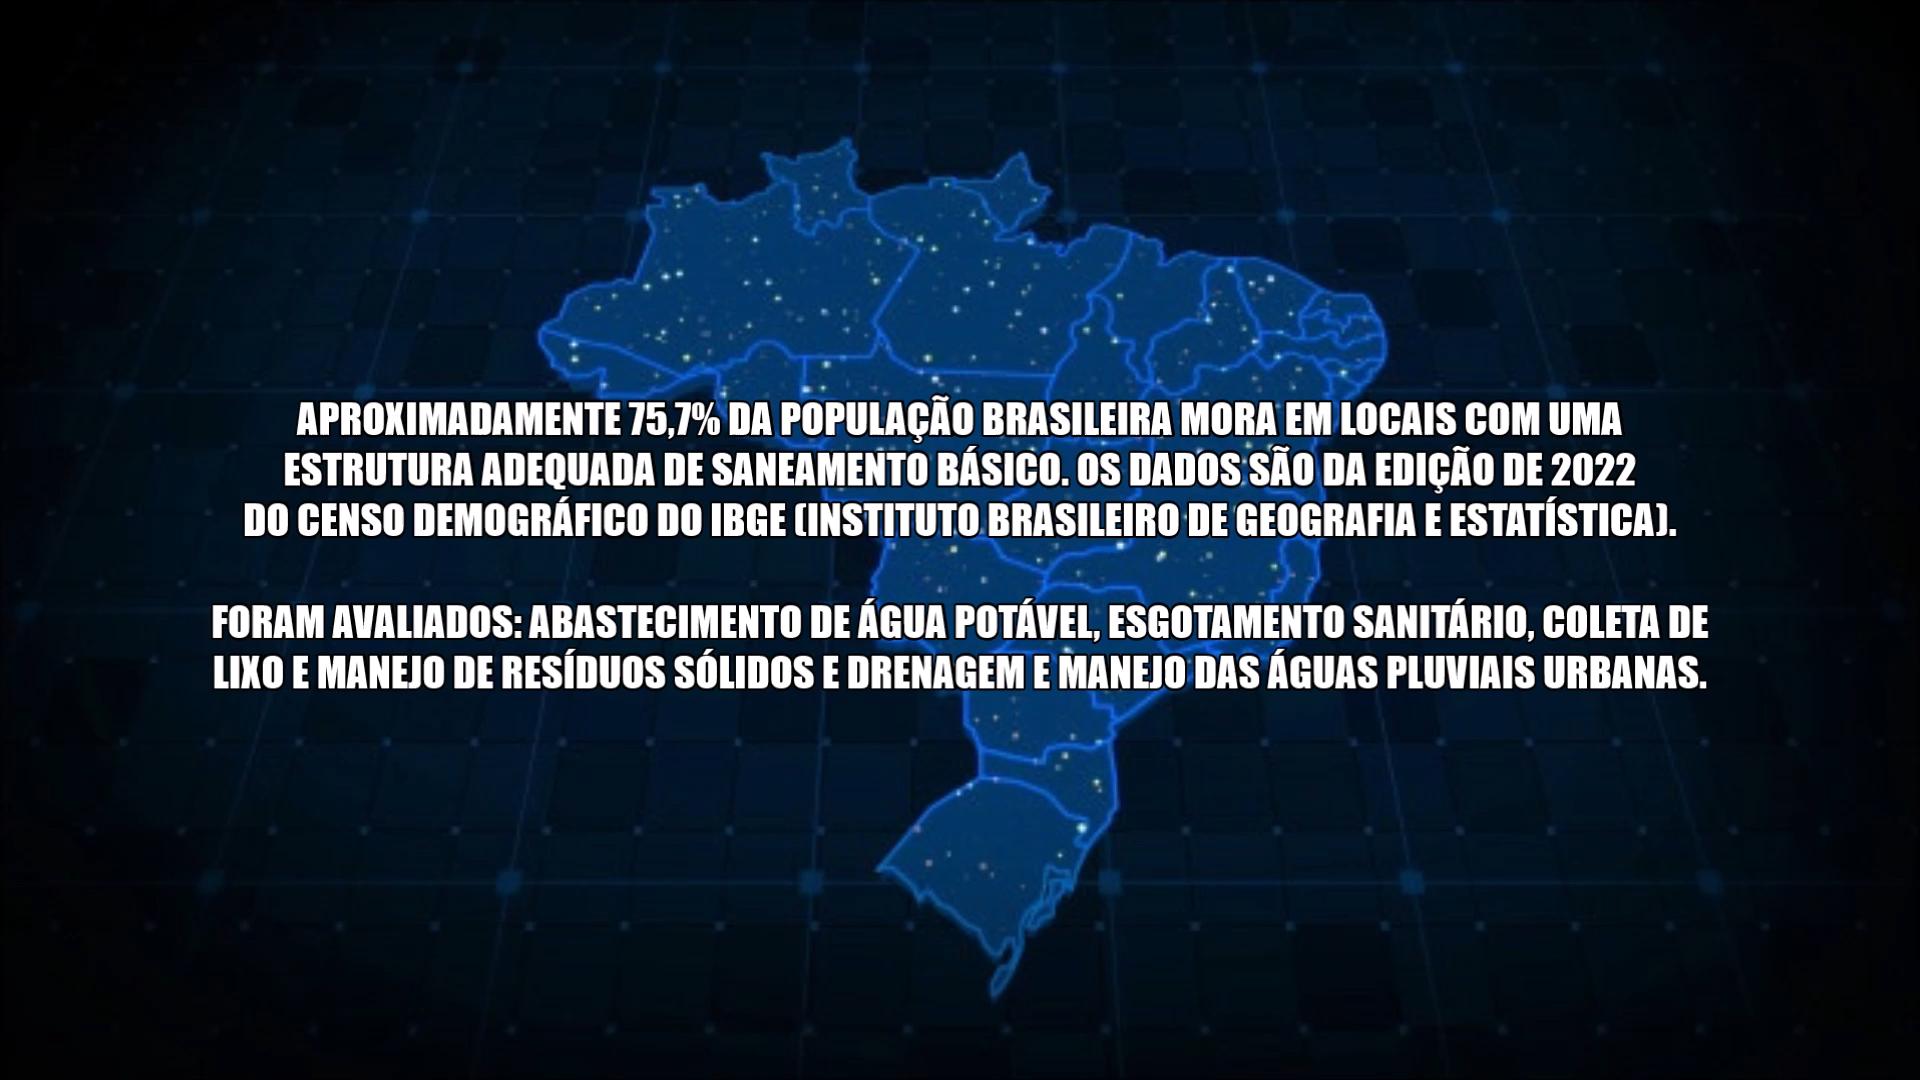 APROXIMADAMENTE 75,7% DA POPULAÇÃO BRASILEIRA MORA EM LOCAIS COM UMA
ESTRUTURA ADEQUADA DE SANEAMENTO BÁSICO. OS DADOS SÃO DA EDIÇÃO DE 2022
DO CENSO DEMOGRÁFICO DO IBGE (INSTITUTO BRASILEIRO DE GEOGRAFIA E ESTATÍSTICA).
FORAM AVALIADOS: ABASTECIMENTO DE ÁGUA POTÁVEL, ESGOTAMENTO SANITÁRIO, COLETA DE
LIXO E MANEJO DE RESÍDUOS SÓLIDOS E DRENAGEM E MANEJO DAS ÁGUAS PLUVIAIS URBANAS.